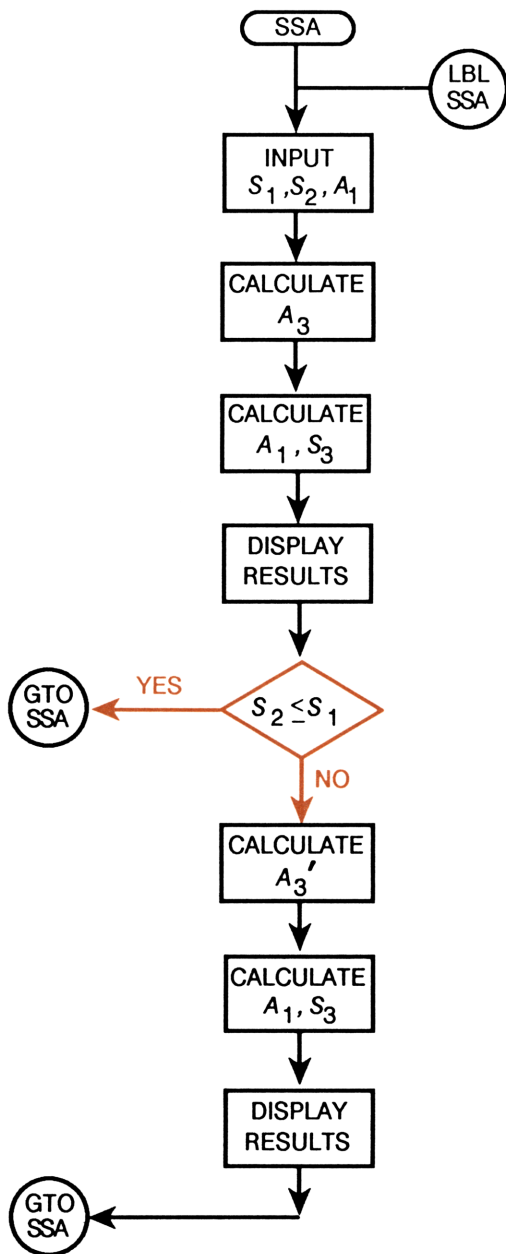 SSA
LBL
SSA
INPUT
S₁, S₂, A₁
CALCULATE
A₃
CALCULATE
A₁, S₃
DISPLAY
RESULTS
GTO
SSA
YES
S₂ ≤ S₁
NO
CALCULATE
A₃′
CALCULATE
A₁, S₃
DISPLAY
RESULTS
GTO
SSA